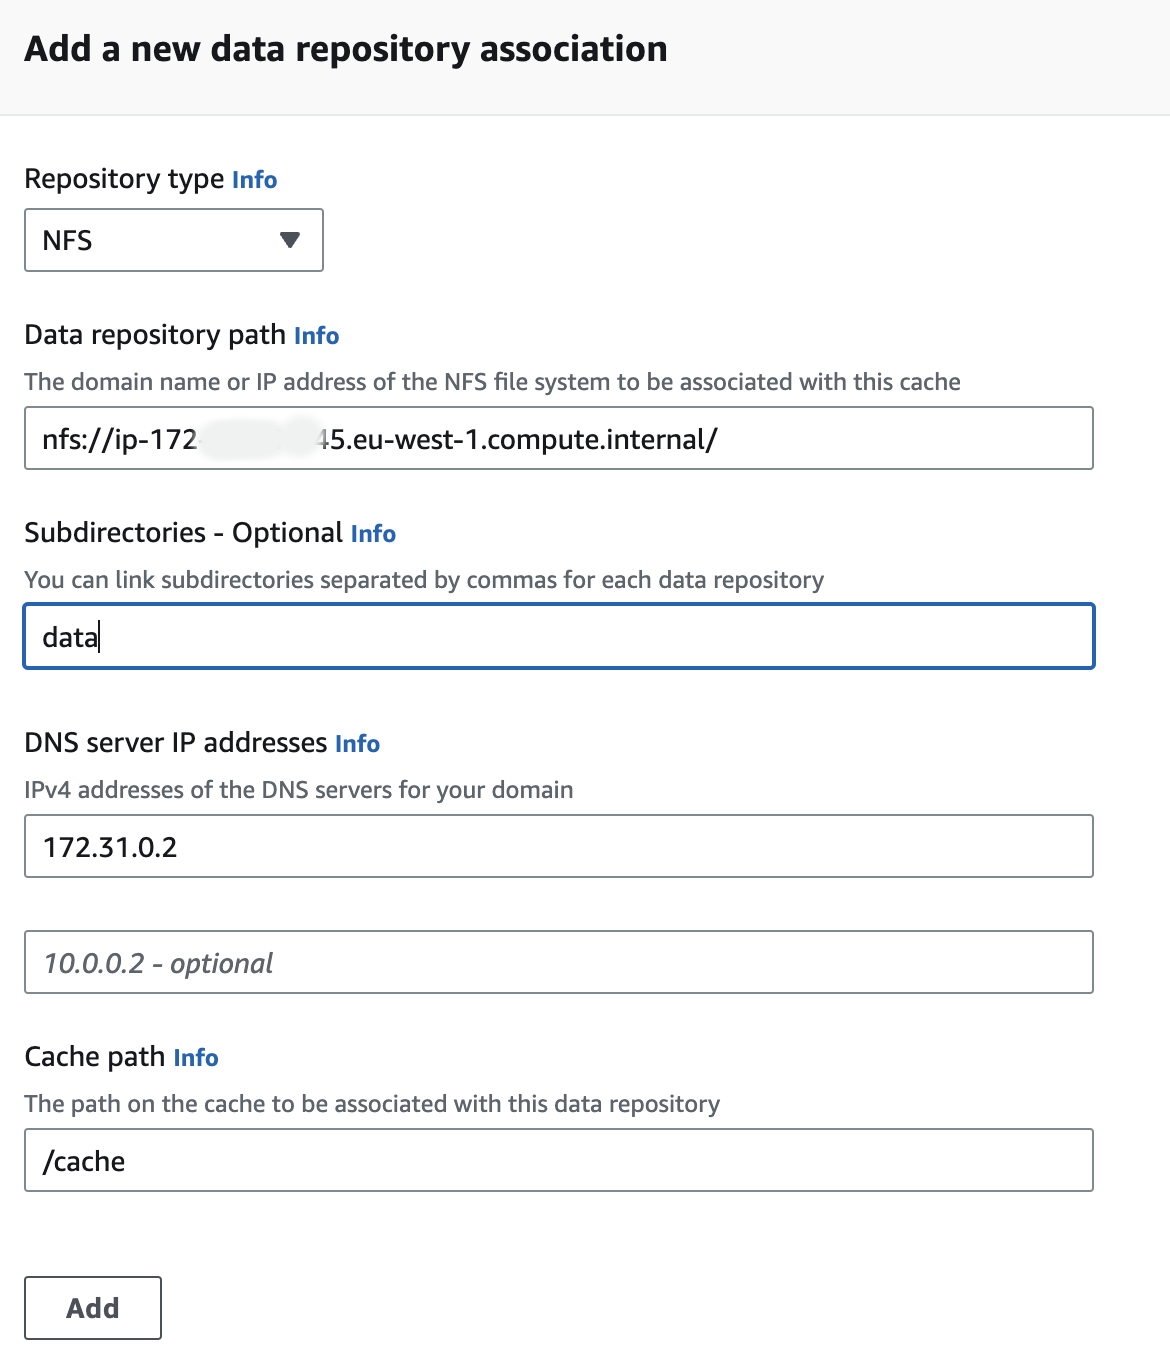 Add a new data repository association
Repository type Info
NFS
Data repository path Info
The domain name or IP address of the NFS file system to be associated with this cache
nfs://ip-172- 45.eu-west-1.compute.internal/
Subdirectories - Optional Info
You can link subdirectories separated by commas for each data repository
data
DNS server IP addresses Info
IPv4 addresses of the DNS servers for your domain
172.31.0.2
10.0.0.2 - optional
Cache path Info
The path on the cache to be associated with this data repository
/cache
Add